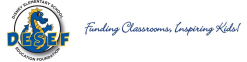 DISNEY ELEMENTARY SCHOOL
DESEF
EDUCATION FOUNDATION
Funding Classrooms, Inspiring Kids!